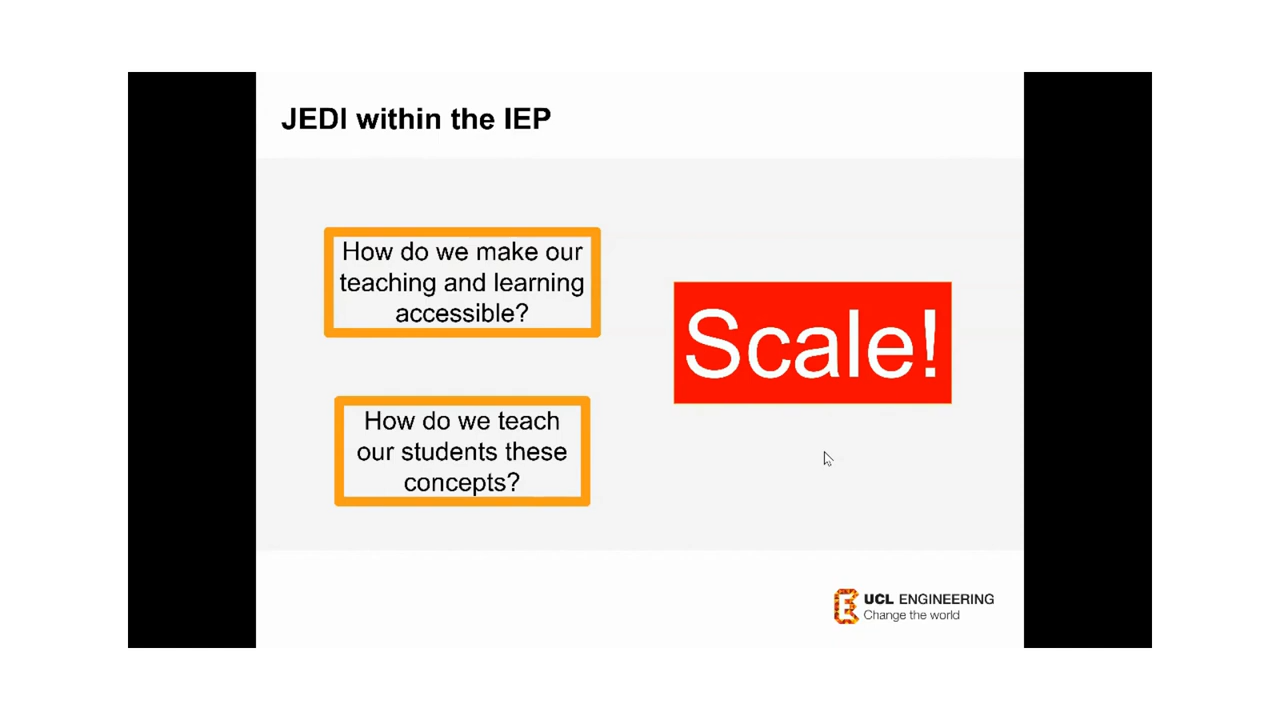 JEDI within the IEP
How do we make our
teaching and learning
accessible?
How do we teach
our students these
concepts?
Scale!
UCL ENGINEERING
Change the world